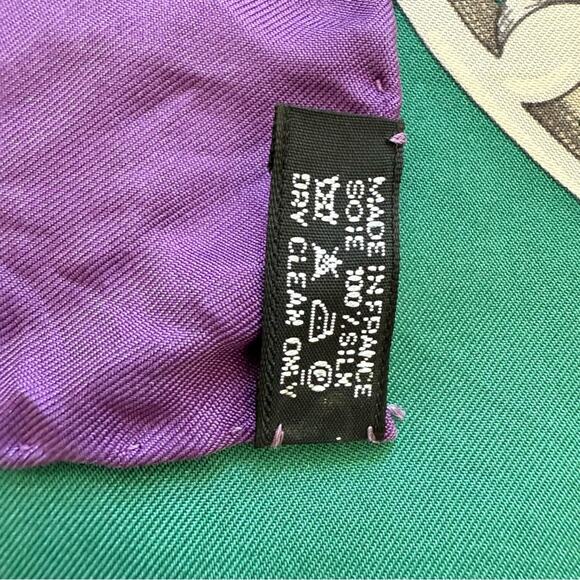 MADE IN FRANCE
SOIE 100% SILK
DRY CLEAN ONLY